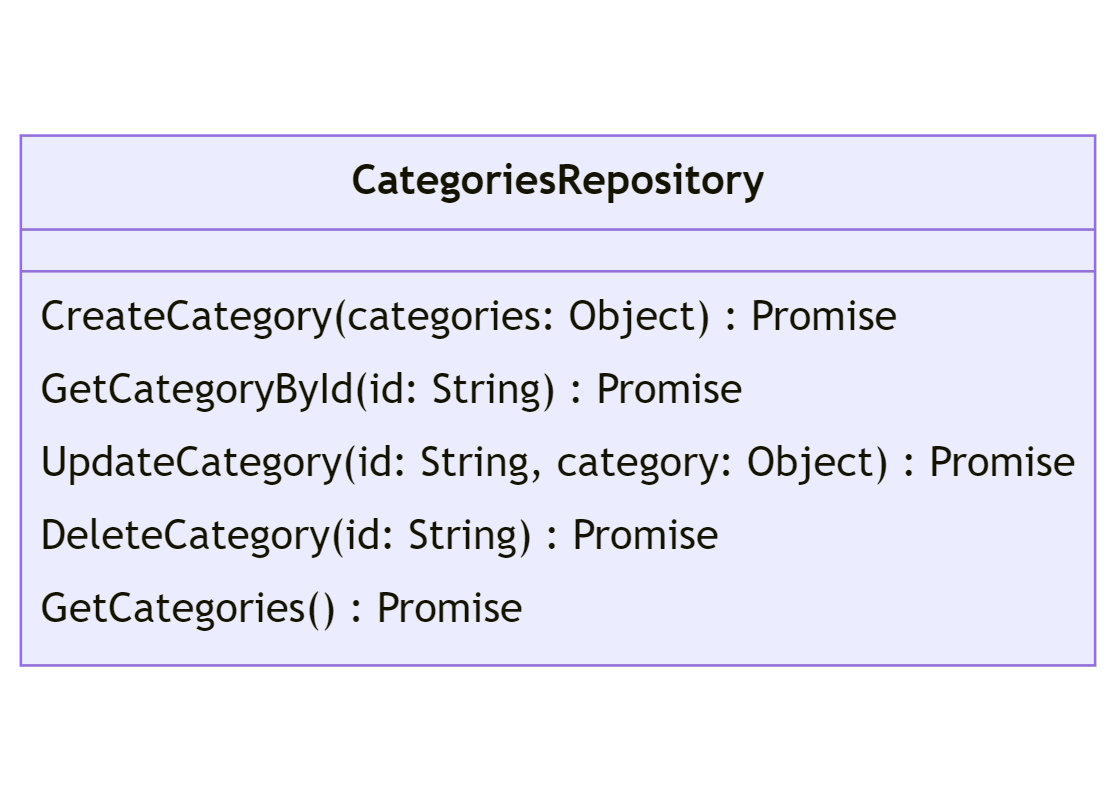 CategoriesRepository
CreateCategory(categories: Object) : Promise
GetCategoryById(id: String) : Promise
UpdateCategory(id: String, category: Object) : Promise
DeleteCategory(id: String) : Promise
GetCategories() : Promise